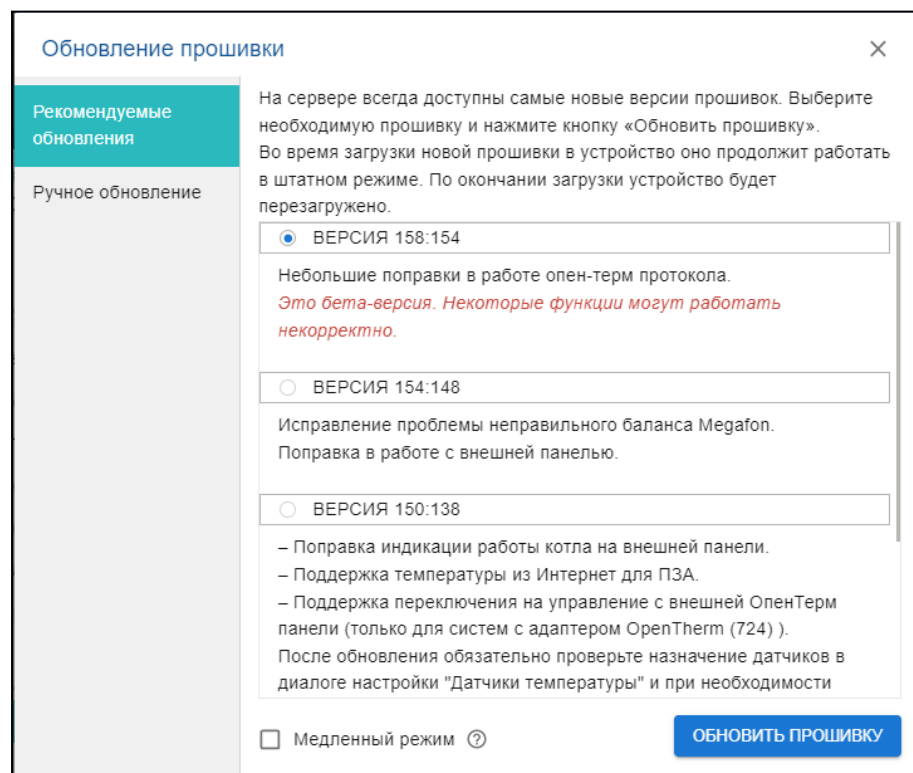 Обновление прошивки
Рекомендуемые
обновления
Ручное обновление
На сервере всегда доступны самые новые версии прошивок. Выберите
необходимую прошивку и нажмите кнопку «Обновить прошивку».
Во время загрузки новой прошивки в устройство оно продолжит работать
в штатном режиме. По окончании загрузки устройство будет
перезагружено.
ВЕРСИЯ 158:154
Небольшие поправки в работе опен-терм протокола.
Это бета-версия. Некоторые функции могут работать
некорректно.
ВЕРСИЯ 154:148
Исправление проблемы неправильного баланса Megafon.
Поправка в работе с внешней панелью.
ВЕРСИЯ 150:138
– Поправка индикации работы котла на внешней панели.
– Поддержка температуры из Интернет для ПЗА.
– Поддержка переключения на управление с внешней ОпенТерм
панели (только для систем с адаптером OpenTherm (724) ).
После обновления обязательно проверьте назначение датчиков в
диалоге настройки "Датчики температуры" и при необходимости
Медленный режим
ОБНОВИТЬ ПРОШИВКУ